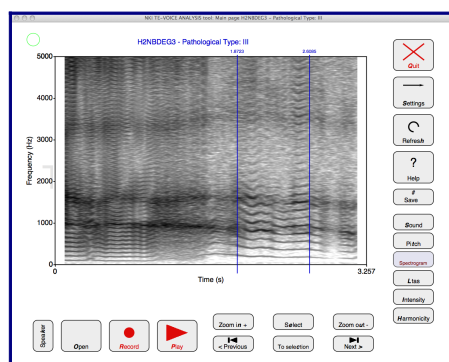 NKI TE-VOICE ANALYSIS tool: Main page H2NBDEG3 - Pathological Type: III
H2NBDEG3 - Pathological Type: III
1.8723
2.6085
5000
4000
3000
2000
1000
0
Frequency (Hz)
0
3.257
Time (s)
Quit
Settings
Refresh
?
Help
#
Save
Sound
Pitch
Spectrogram
Ltas
Intensity
Harmonicity
Speaker
Open
Record
Play
Zoom in +
Select
Zoom out -
< Previous
To selection
Next >